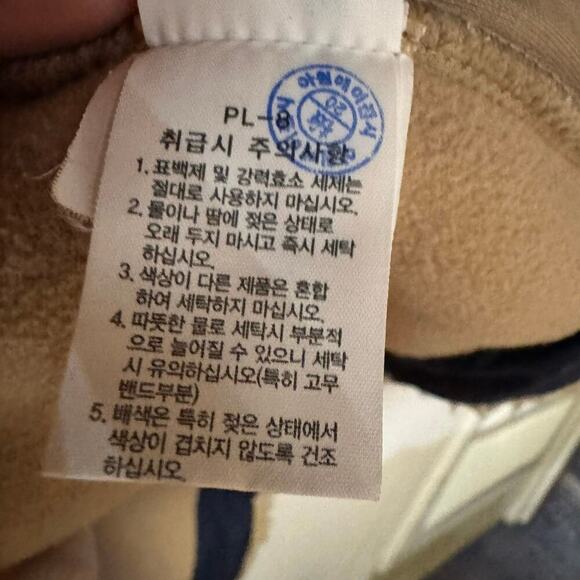 PL-8
취급시 주의사항
1. 표백제 및 강력효소 세제는
절대로 사용하지 마십시오.
2. 물이나 땀에 젖은 상태로
오래 두지 마시고 즉시 세탁
하십시오.
3. 색상이 다른 제품은 혼합
하여 세탁하지 마십시오.
4. 따뜻한 물로 세탁시 부분적
으로 늘어질 수 있으니 세탁
시 유의하십시오(특히 고무
밴드부분)
5. 배색은 특히 젖은 상태에서
색상이 겹치지 않도록 건조
하십시오.
20